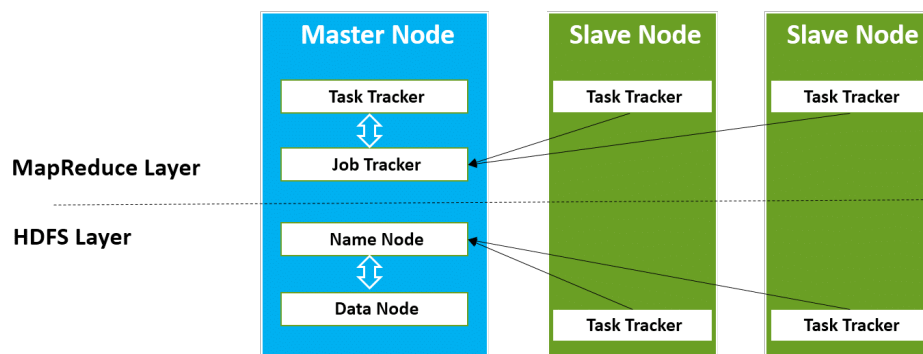 Master Node
Slave Node
Slave Node
Task Tracker
Task Tracker
Task Tracker
Job Tracker
MapReduce Layer
HDFS Layer
Name Node
Data Node
Task Tracker
Task Tracker